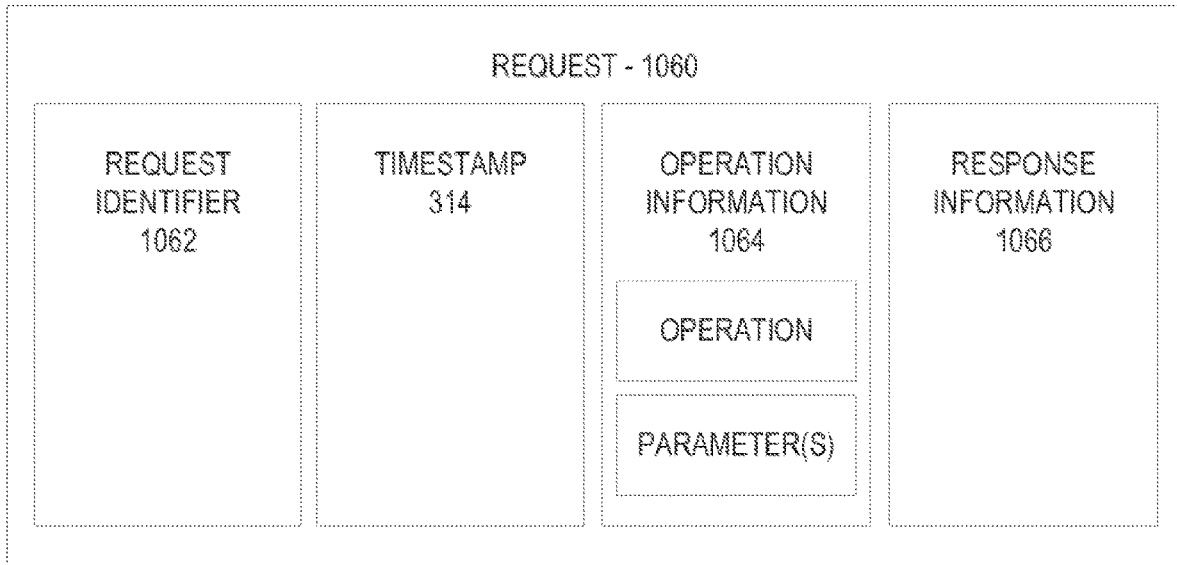 REQUEST - 1060
REQUEST
IDENTIFIER
1062
TIMESTAMP
314
OPERATION
INFORMATION
1064
OPERATION
PARAMETER(S)
RESPONSE
INFORMATION
1066